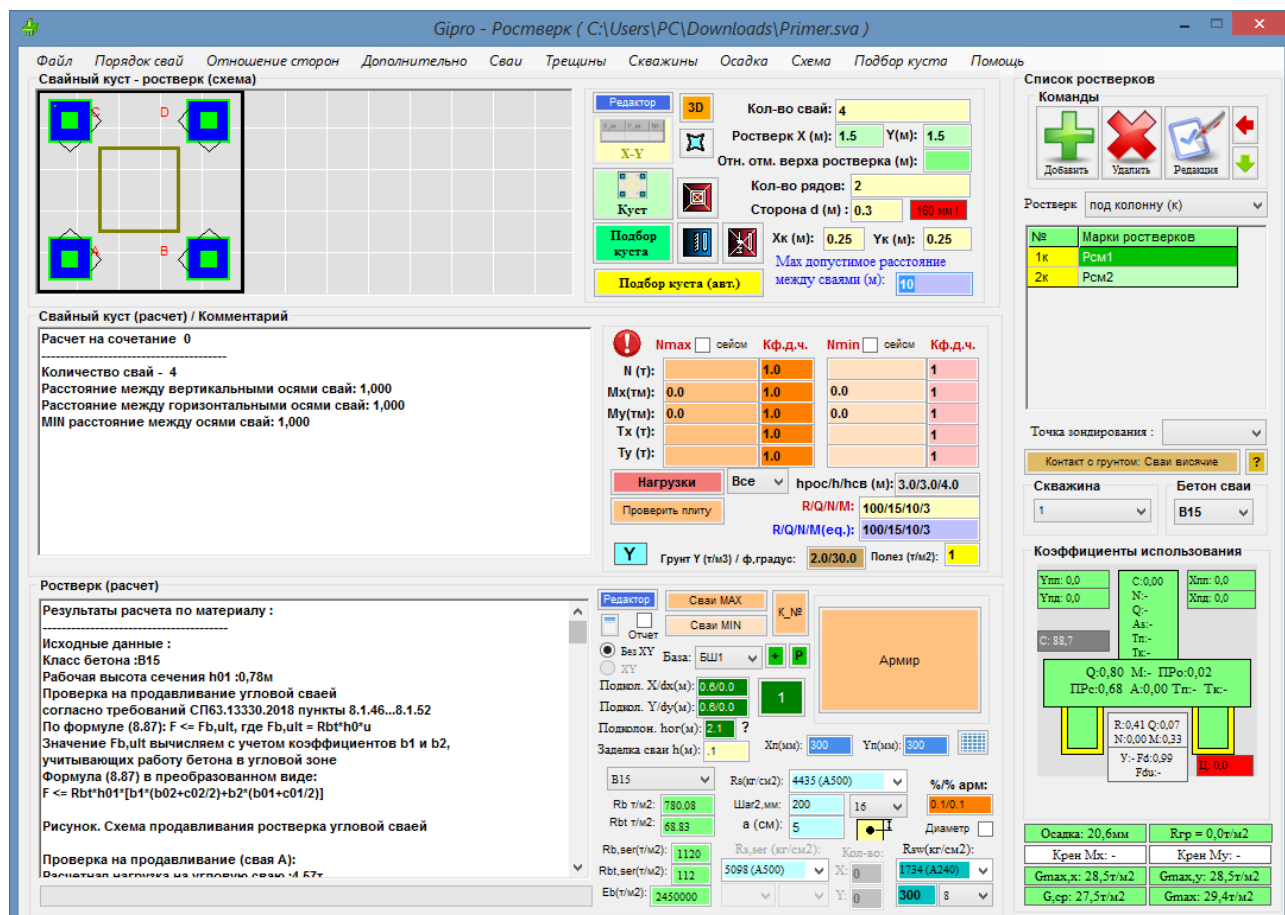 Gipro - Ростверк ( C:\Users\PC\Downloads\Primer.sva )
Файл Порядок свай Отношение сторон Дополнительно Сваи Трещины Скважины Осадка Схема Подбор куста Помощь
Свайный куст - ростверк (схема)
C D
A B
Редактор 3D Кол-во свай: 4
X,м Y,м №
X-Y
Ростверк X (м): 1.5 Y(м): 1.5
Отн. отм. верха ростверка (м):
Куст
Кол-во рядов: 2
Сторона d (м) : 0.3 160 мм !
Подбор куста
Xк (м): 0.25 Yк (м): 0.25
Подбор куста (авт.)
Max допустимое расстояние
между сваями (м): 10
Список ростверков
Команды
Добавить Удалить Редакция
Ростверк под колонну (к)
№ Марки ростверков
1к Рсм1
2к Рсм2
Точка зондирования :
Контакт с грунтом: Сваи висячие ?
Скважина Бетон сваи
1 B15
Свайный куст (расчет) / Комментарий
Расчет на сочетание 0
----------------------------------------
Количество свай - 4
Расстояние между вертикальными осями свай: 1,000
Расстояние между горизонтальными осями свай: 1,000
MIN расстояние между осями свай: 1,000
Nmax сейсм Кф.д.ч. Nmin сейсм Кф.д.ч.
N (т): 1.0 1
Mx(тм): 0.0 1.0 0.0 1
My(тм): 0.0 1.0 0.0 1
Tx (т): 1.0 1
Ty (т): 1.0 1
Нагрузки Все hрос/h/hсв (м): 3.0/3.0/4.0
Проверить плиту R/Q/N/M: 100/15/10/3
R/Q/N/M(eq.): 100/15/10/3
Y Грунт Y (т/м3) / ф,градус: 2.0/30.0 Полез (т/м2): 1
Ростверк (расчет)
Результаты расчета по материалу :
----------------------------------------
Исходные данные :
Класс бетона :B15
Рабочая высота сечения h01 :0,78м
Проверка на продавливание угловой сваей
согласно требований СП63.13330.2018 пункты 8.1.46...8.1.52
По формуле (8.87): F <= Fb,ult, где Fb,ult = Rbt*h0*u
Значение Fb,ult вычисляем с учетом коэффициентов b1 и b2,
учитывающих работу бетона в угловой зоне
Формула (8.87) в преобразованном виде:
F <= Rbt*h01*[b1*(b02+c02/2)+b2*(b01+c01/2)]
Рисунок. Схема продавливания ростверка угловой сваей
Проверка на продавливание (свая A):
Расчетная нагрузка на угловую сваю :4,57т
Редактор Сваи MAX К_№
Отчет Сваи MIN
Без XY База: БШ1 + P
XY
Армир
Подкол. X/dx(м): 0.6/0.0 1
Подкол. Y/dy(м): 0.6/0.0
Подколонн. hог(м): 2.1 ?
Заделка сваи h(м): .1 Xп(мм): 300 Yп(мм): 300
B15 Rs(кг/см2): 4435 (A500) %/% арм:
Rb т/м2: 780.08 Шаг2,мм: 200 16 0.1/0.1
Rbt т/м2: 68.83 a (см): 5 Диаметр
Rb,ser(т/м2): 1120 Rs,ser (кг/см2): Кол-во: Rsw(кг/см2):
Rbt,ser(т/м2): 112 5098 (A500) X: 0 1734 (A240)
Eb(т/м2): 2450000 Y: 0 300 8
Коэффициенты использования
Yпп: 0,0 C:0,00 Xпп: 0,0
Yпд: 0,0 N:- Xпд: 0,0
Q:-
As:-
C: 88,7 Тп:-
Тк:-
Q:0,80 M:- ПРо:0,02
ПРс:0,68 A:0,00 Тп:- Тк:-
R:0,41 Q:0,07
N:0,00 M:0,33
У:- Fd:0,99
Fdu:-
Ц: 0,0
Осадка: 20,6мм Rгр = 0,0т/м2
Крен Mx: - Крен My: -
Gmax,x: 28,5т/м2 Gmax,y: 28,5т/м2
G,ср: 27,5т/м2 Gmax: 29,4т/м2